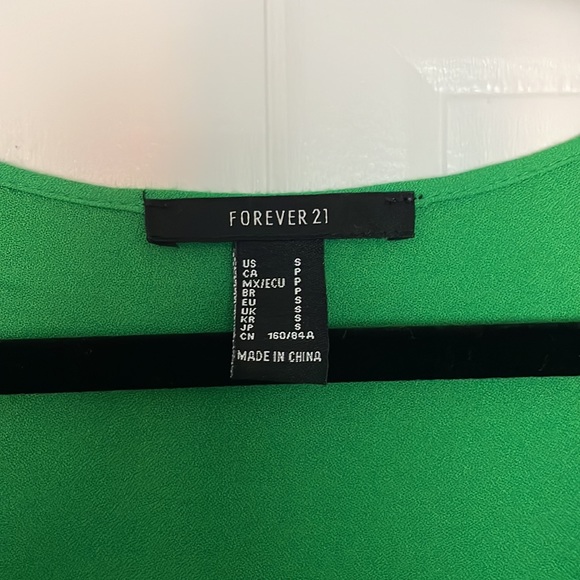 FOREVER 21
US S
CA P
MX/ECU P
BR P
EU S
UK S
KR S
JP S
CN 160/84A
MADE IN CHINA